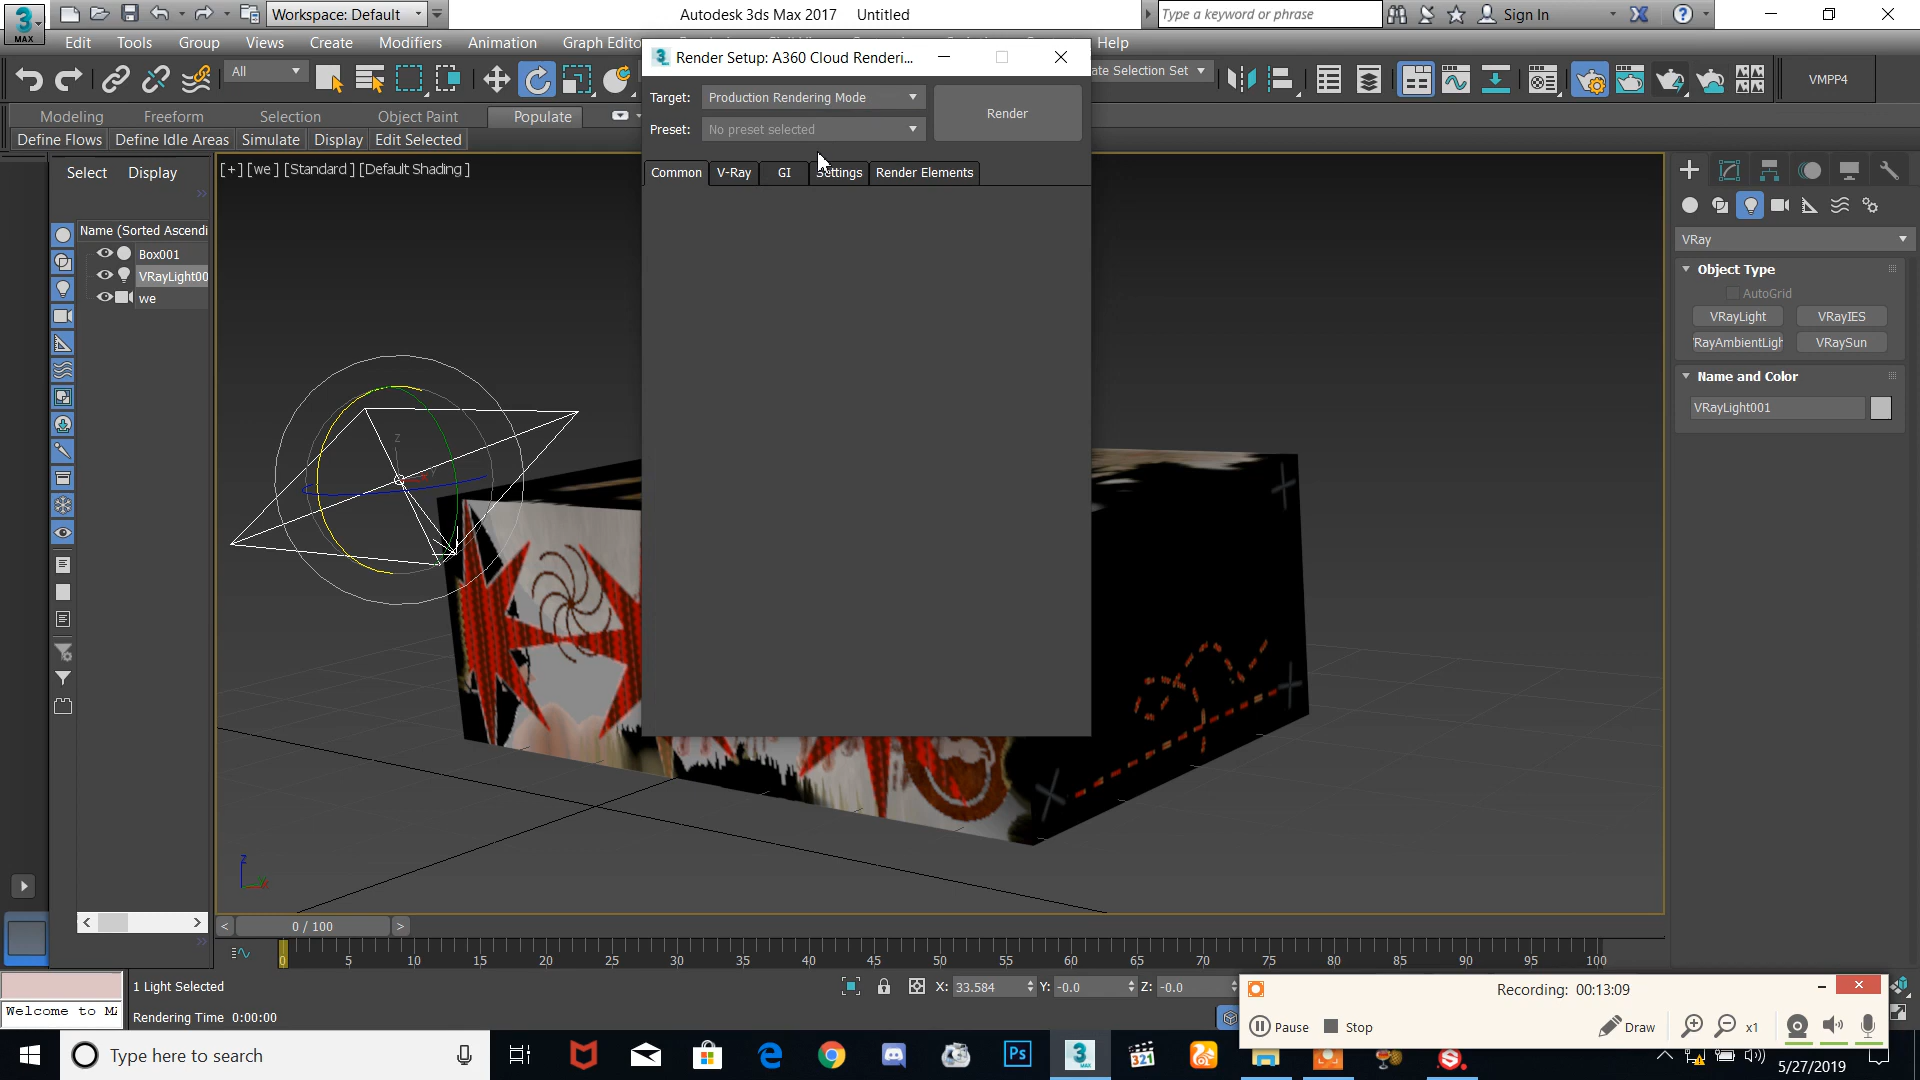 Workspace: Default
Autodesk 3ds Max 2017 Untitled
Type a keyword or phrase
Sign In
MAX
Edit Tools Group Views Create Modifiers Animation Graph Edito
Help
Render Setup: A360 Cloud Renderi...
All
ate Selection Set
VMPP4
Target: Production Rendering Mode
Render
Preset: No preset selected
Modeling Freeform Selection Object Paint Populate
Define Flows Define Idle Areas Simulate Display Edit Selected
Select Display
[+] [we ] [Standard ] [Default Shading ]
Common V-Ray GI Settings Render Elements
Name (Sorted Ascendi
Box001
VRayLight00
we
VRay
Object Type
AutoGrid
VRayLight VRayIES
'RayAmbientLigh VRaySun
Name and Color
VRayLight001
0 / 100
0 5 10 15 20 25 30 35 40 45 50 55 60 65 70 75 80 85 90 95 100
1 Light Selected
X: 33.584 Y: -0.0 Z: -0.0
Welcome to M
Rendering Time 0:00:00
Recording: 00:13:09
Pause Stop Draw x1
Type here to search
5/27/2019